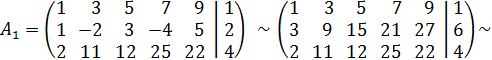 A₁ = (1 3 5 7 9 | 1; 1 −2 3 −4 5 | 2; 2 11 12 25 22 | 4) ~ (1 3 5 7 9 | 1; 3 9 15 21 27 | 6; 2 11 12 25 22 | 4) ~